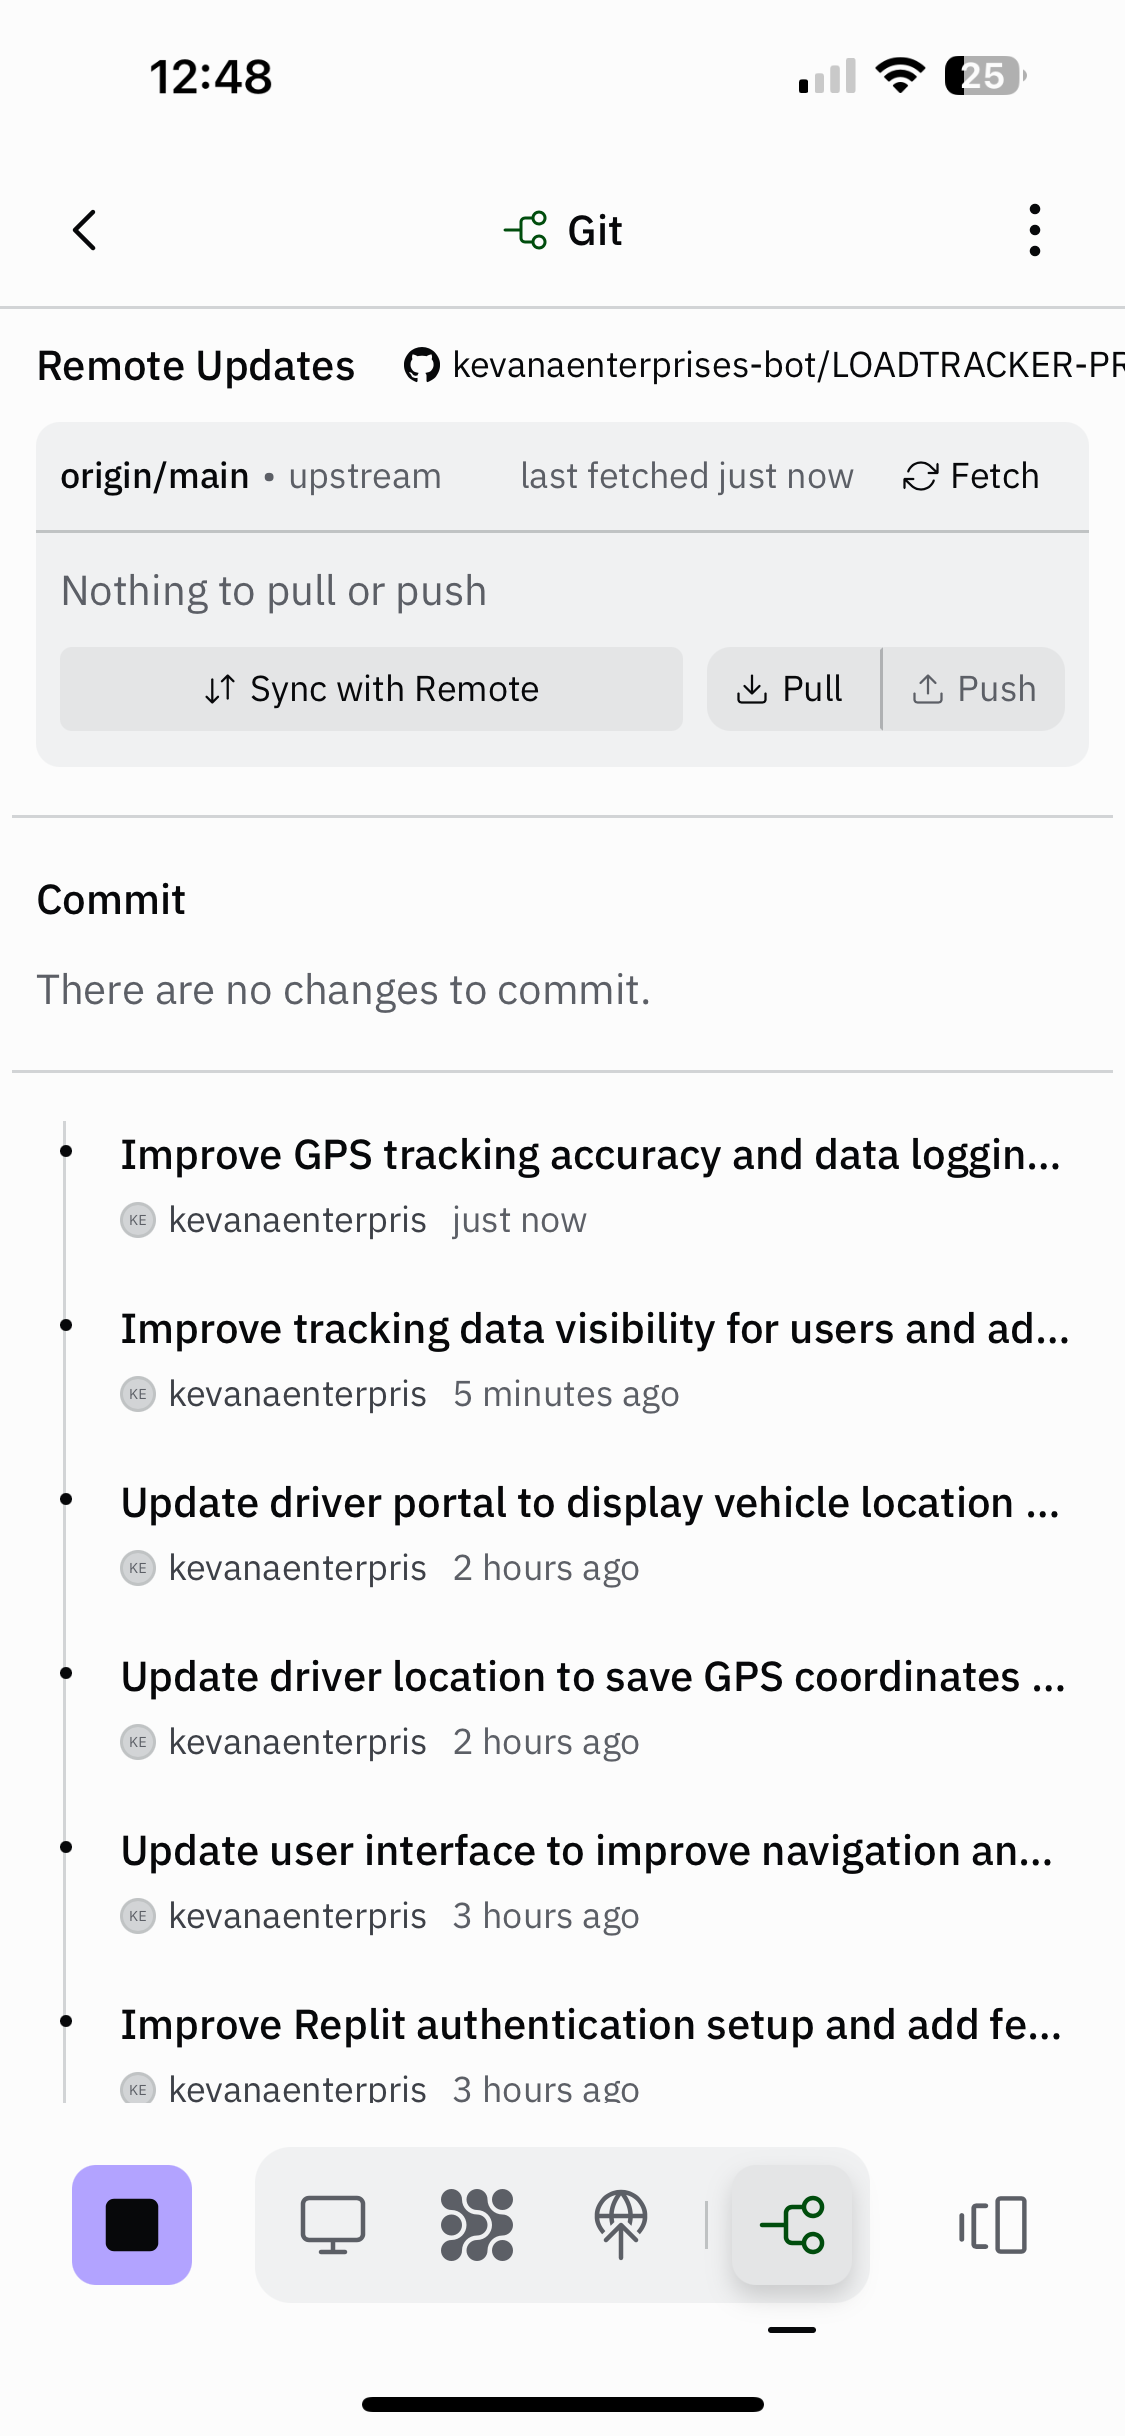 12:48
25
Git
Remote Updates kevanaenterprises-bot/LOADTRACKER-PR
origin/main • upstream last fetched just now Fetch
Nothing to pull or push
Sync with Remote Pull Push
Commit
There are no changes to commit.
Improve GPS tracking accuracy and data loggin...
KE kevanaenterpris just now
Improve tracking data visibility for users and ad...
KE kevanaenterpris 5 minutes ago
Update driver portal to display vehicle location ...
KE kevanaenterpris 2 hours ago
Update driver location to save GPS coordinates ...
KE kevanaenterpris 2 hours ago
Update user interface to improve navigation an...
KE kevanaenterpris 3 hours ago
Improve Replit authentication setup and add fe...
KE kevanaenterpris 3 hours ago